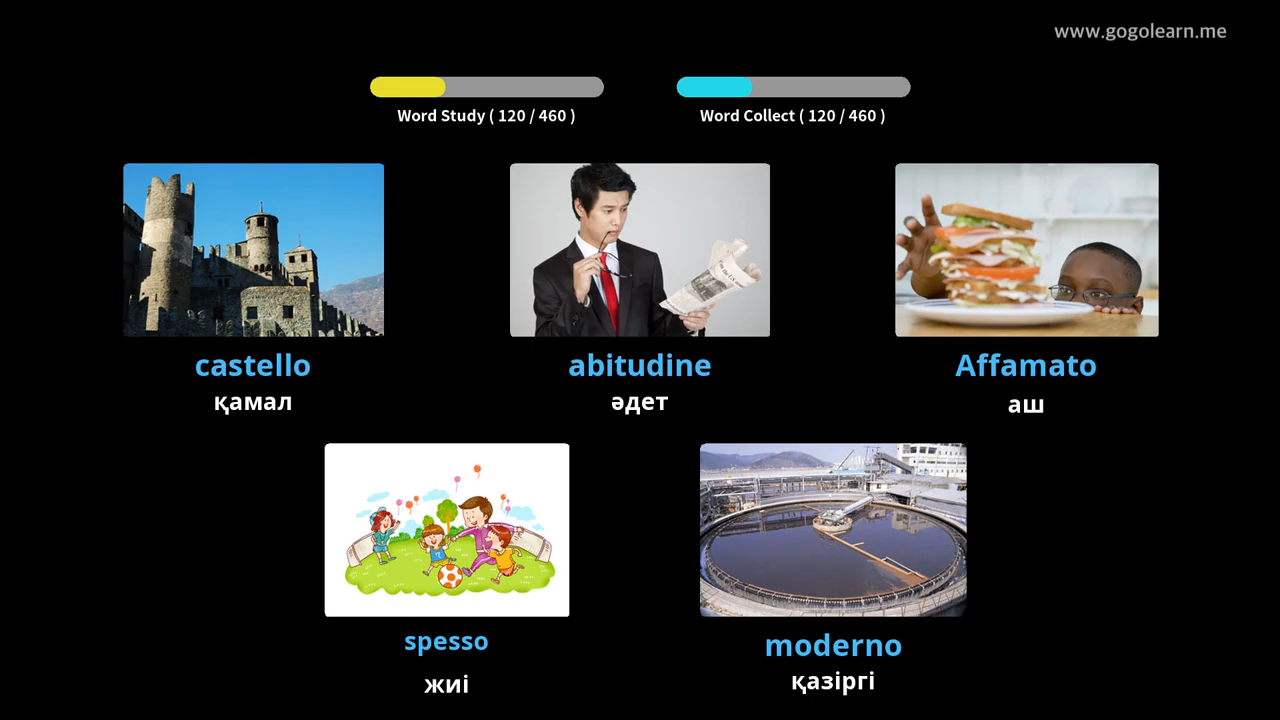 www.gogolearn.me
Word Study ( 120 / 460 )
Word Collect ( 120 / 460 )
castello
қамал
abitudine
әдет
Affamato
аш
spesso
жиі
moderno
қазіргі